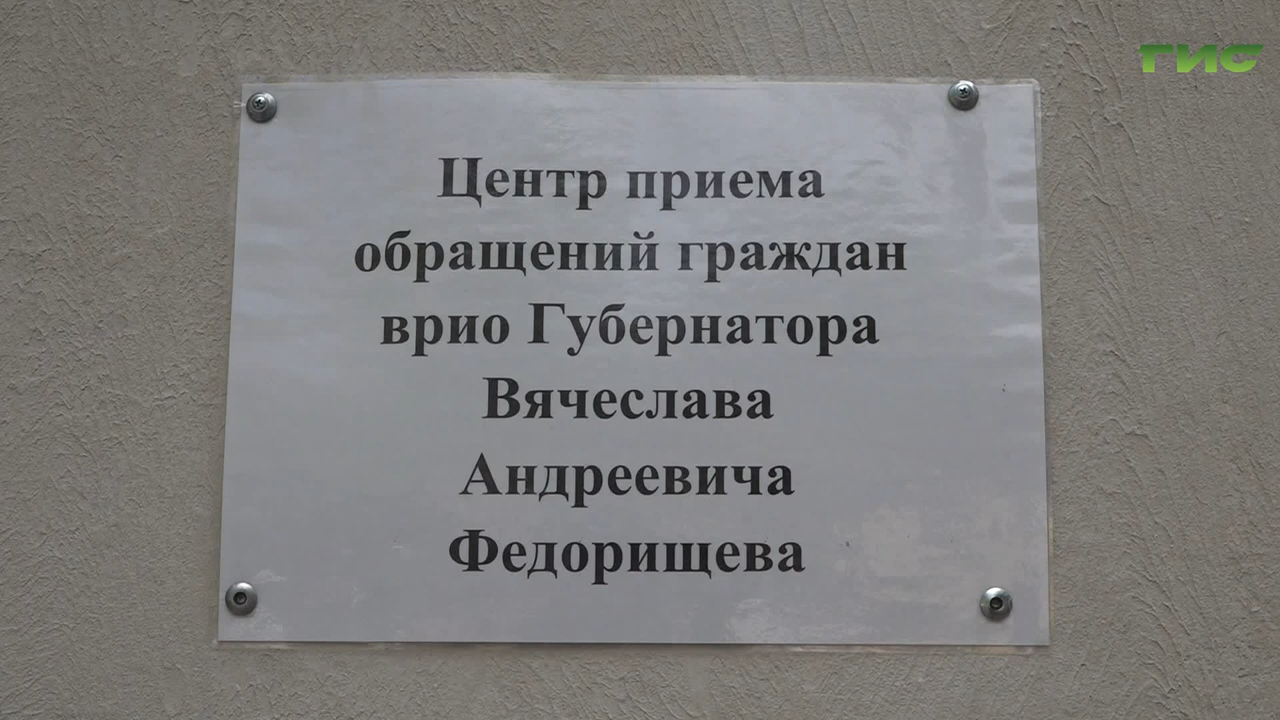 ГИС
Центр приема
обращений граждан
врио Губернатора
Вячеслава
Андреевича
Федорищева